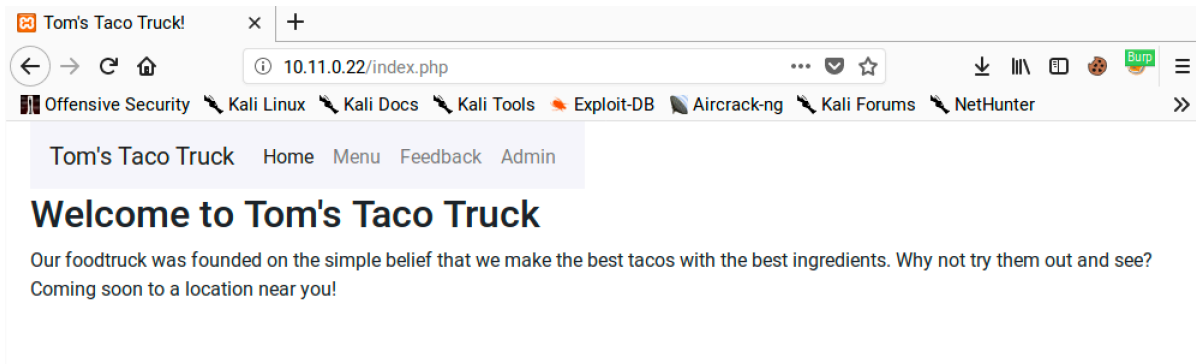 Tom's Taco Truck!
10.11.0.22/index.php
Burp
Offensive Security Kali Linux Kali Docs Kali Tools Exploit-DB Aircrack-ng Kali Forums NetHunter
Tom's Taco Truck Home Menu Feedback Admin
Welcome to Tom's Taco Truck
Our foodtruck was founded on the simple belief that we make the best tacos with the best ingredients. Why not try them out and see?
Coming soon to a location near you!